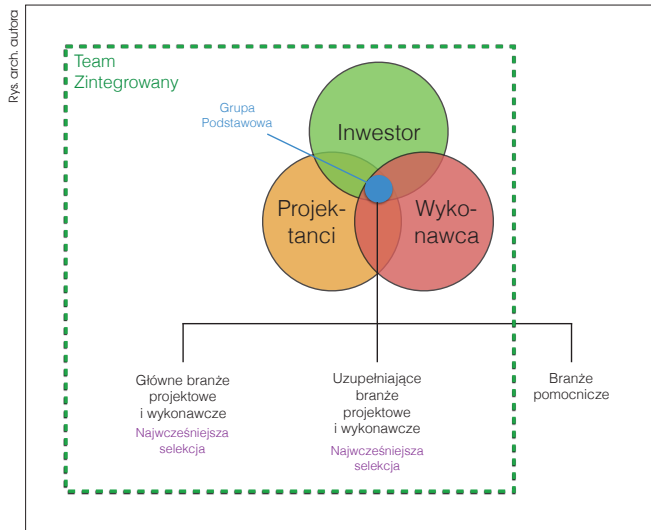 Rys. arch. autora
Team
Zintegrowany
Grupa
Podstawowa
Inwestor
Projek-
tanci
Wyko-
nawca
Główne branże
projektowe
i wykonawcze
Najwcześniejsza
selekcja
Uzupełniające
branże
projektowe
i wykonawcze
Najwcześniejsza
selekcja
Branże
pomocnicze